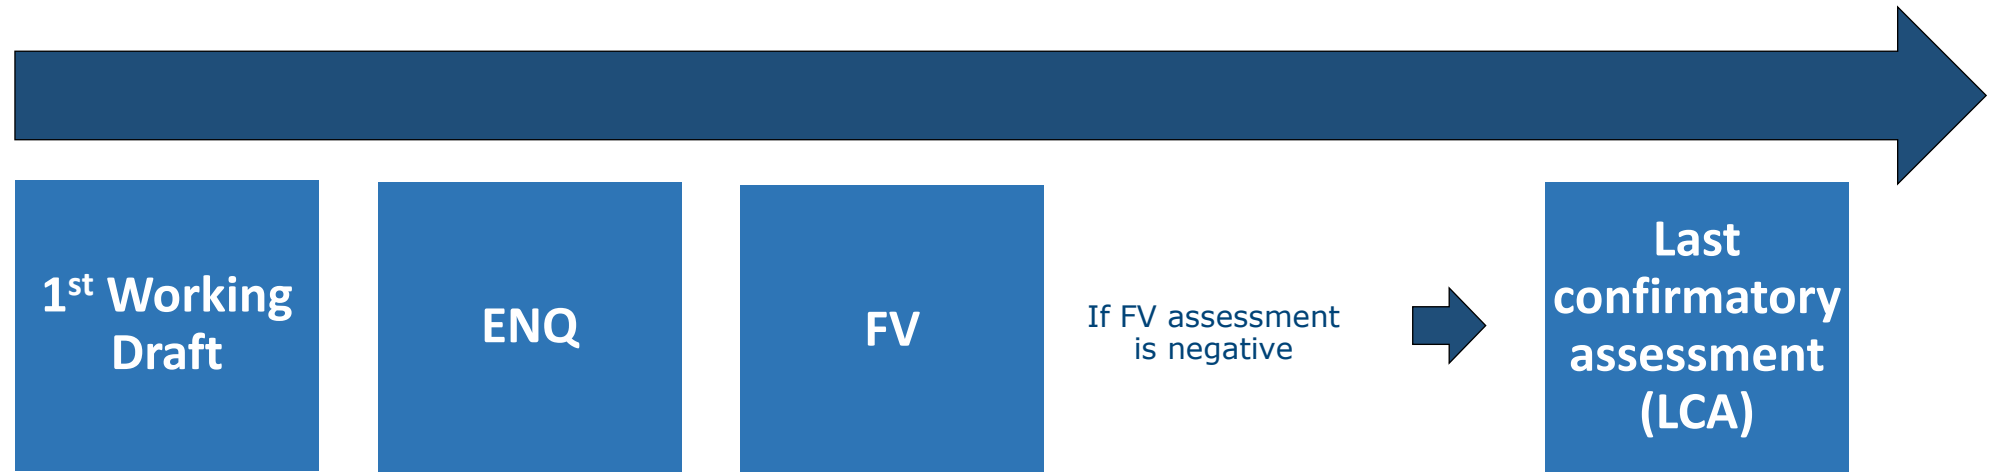 1st Working
Draft
ENQ
FV
If FV assessment
is negative
Last
confirmatory
assessment
(LCA)